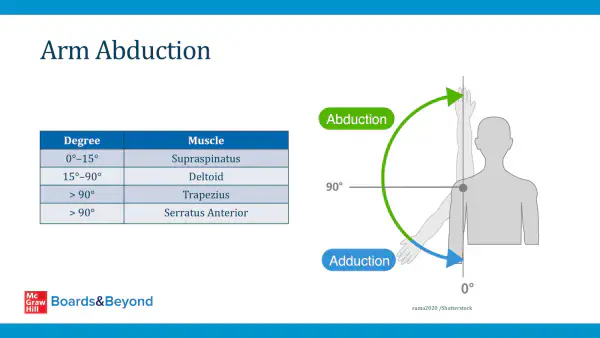 Arm Abduction
Degree Muscle
0°–15° Supraspinatus
15°–90° Deltoid
> 90° Trapezius
> 90° Serratus Anterior
Abduction
90°
Adduction
0°
Mc
Graw
Hill
Boards&Beyond
sama2020 /Shutterstock